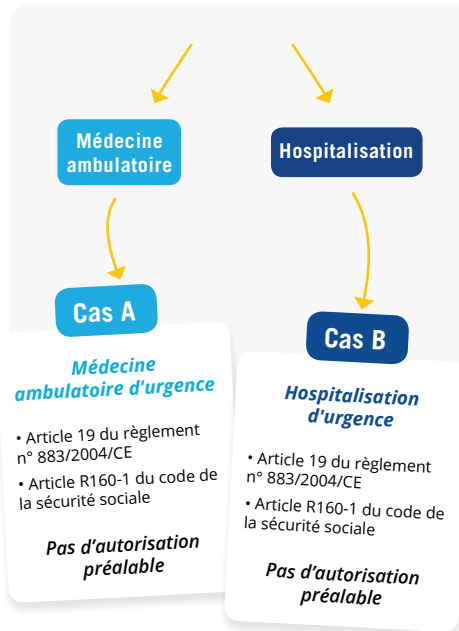 Médecine
ambulatoire
Hospitalisation
Cas A
Médecine
ambulatoire d'urgence
• Article 19 du règlement
n° 883/2004/CE
• Article R160-1 du code de
la sécurité sociale
Pas d’autorisation
préalable
Cas B
Hospitalisation
d'urgence
• Article 19 du règlement
n° 883/2004/CE
• Article R160-1 du code de
la sécurité sociale
Pas d’autorisation
préalable